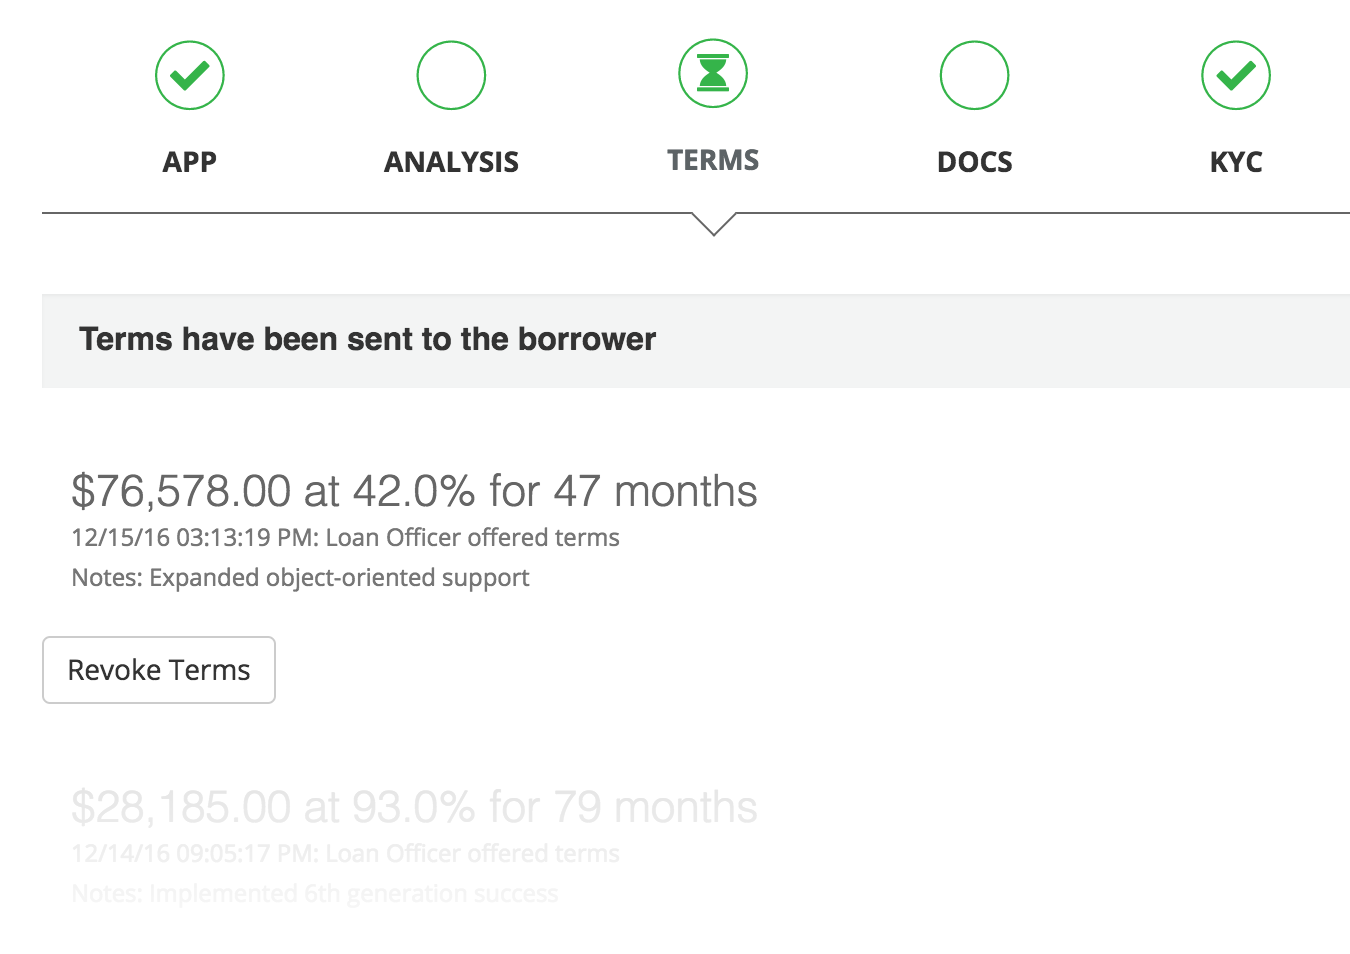 APP ANALYSIS TERMS DOCS KYC
Terms have been sent to the borrower
$76,578.00 at 42.0% for 47 months
12/15/16 03:13:19 PM: Loan Officer offered terms
Notes: Expanded object-oriented support
Revoke Terms
$28,185.00 at 93.0% for 79 months
12/14/16 09:05:17 PM: Loan Officer offered terms
Notes: Implemented 6th generation success